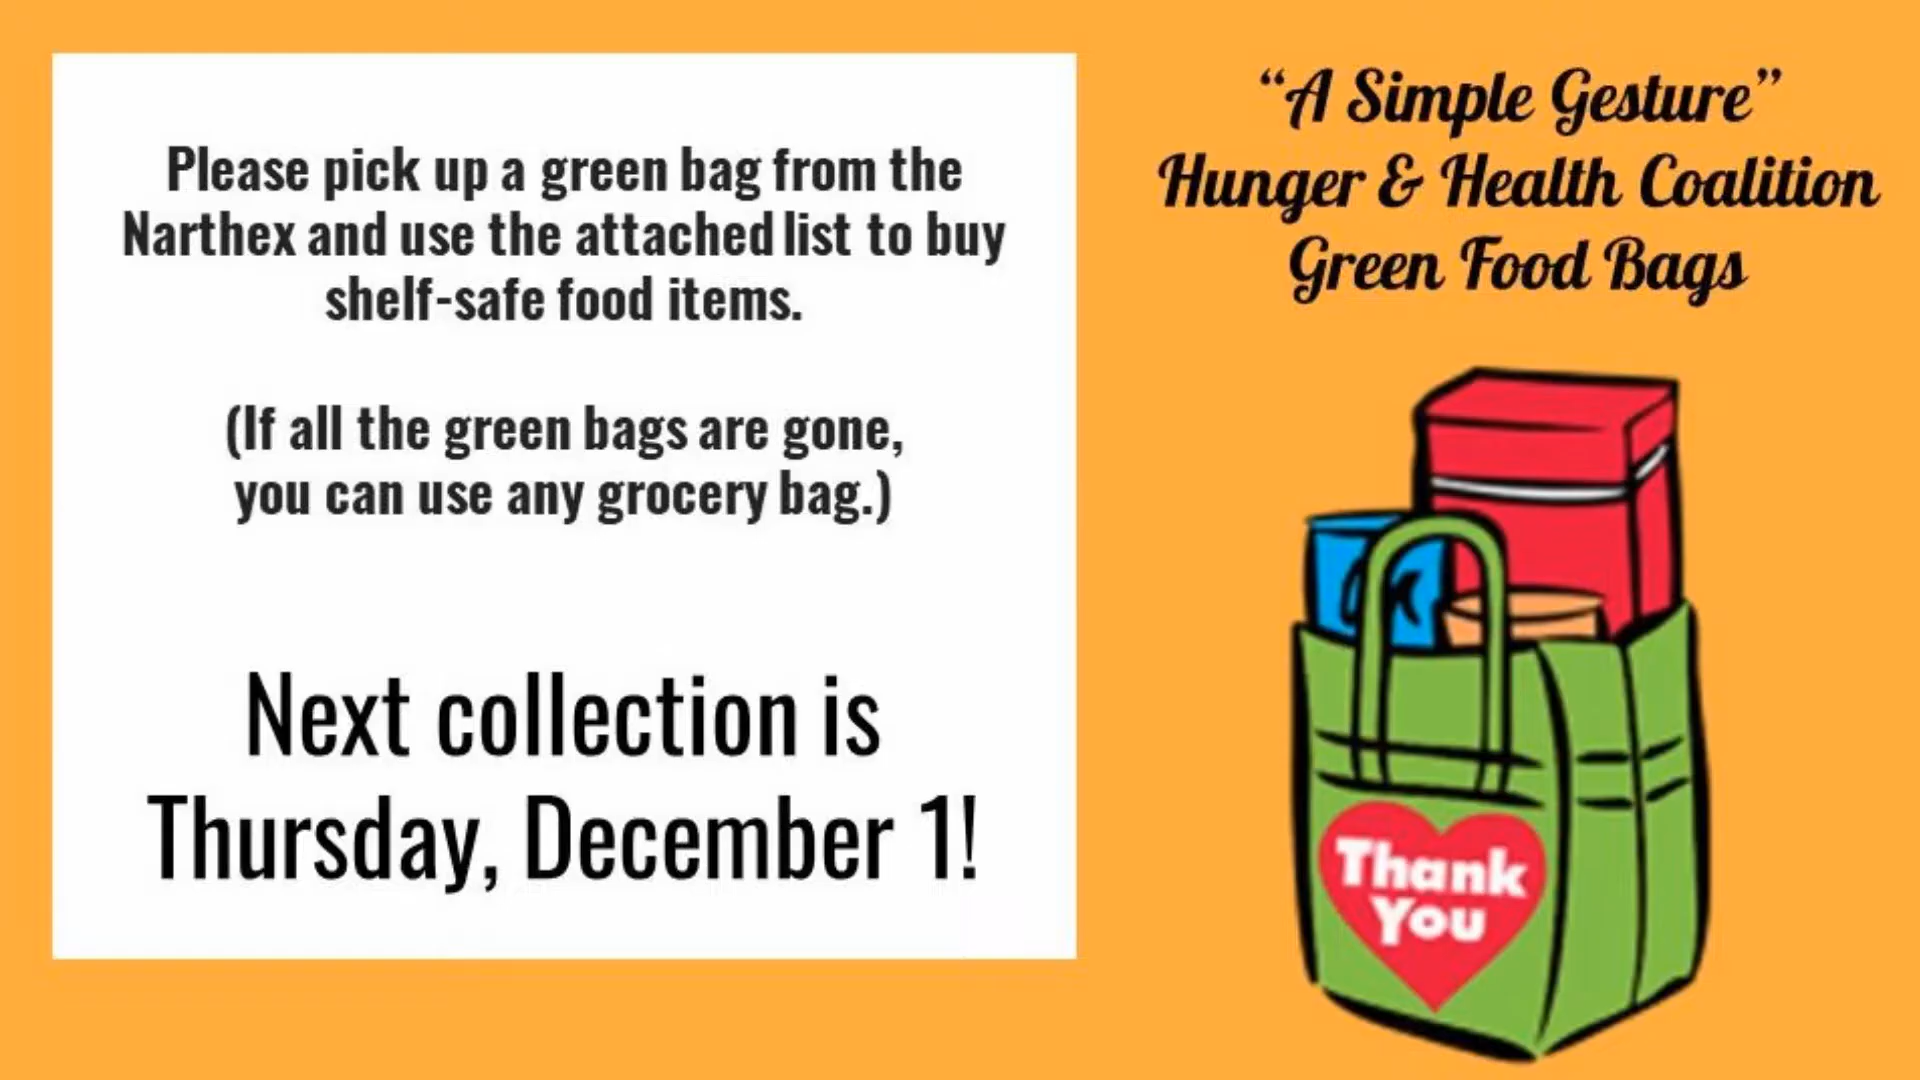 Please pick up a green bag from the
Narthex and use the attached list to buy
shelf-safe food items.
(If all the green bags are gone,
you can use any grocery bag.)
Next collection is
Thursday, December 1!
“A Simple Gesture”
Hunger & Health Coalition
Green Food Bags
Thank
You